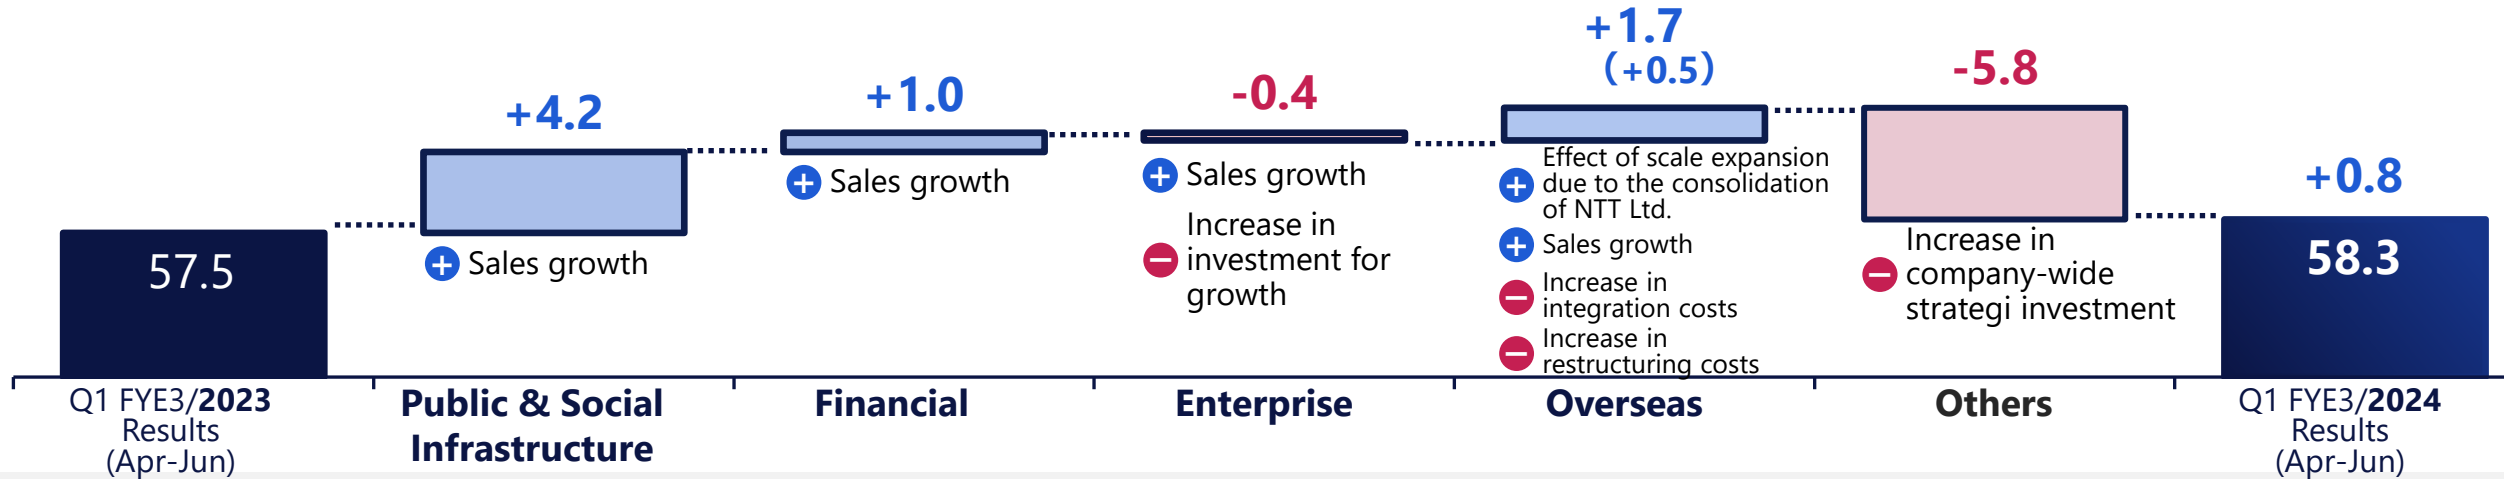 57.5
Q1 FYE3/2023
Results
(Apr-Jun)
+4.2
+ Sales growth
Public & Social
Infrastructure
+1.0
+ Sales growth
Financial
-0.4
+ Sales growth
− Increase in
investment for
growth
Enterprise
+1.7
(+0.5)
+ Effect of scale expansion
due to the consolidation
of NTT Ltd.
+ Sales growth
− Increase in
integration costs
− Increase in
restructuring costs
Overseas
-5.8
− Increase in
company-wide
strategi investment
Others
+0.8
58.3
Q1 FYE3/2024
Results
(Apr-Jun)